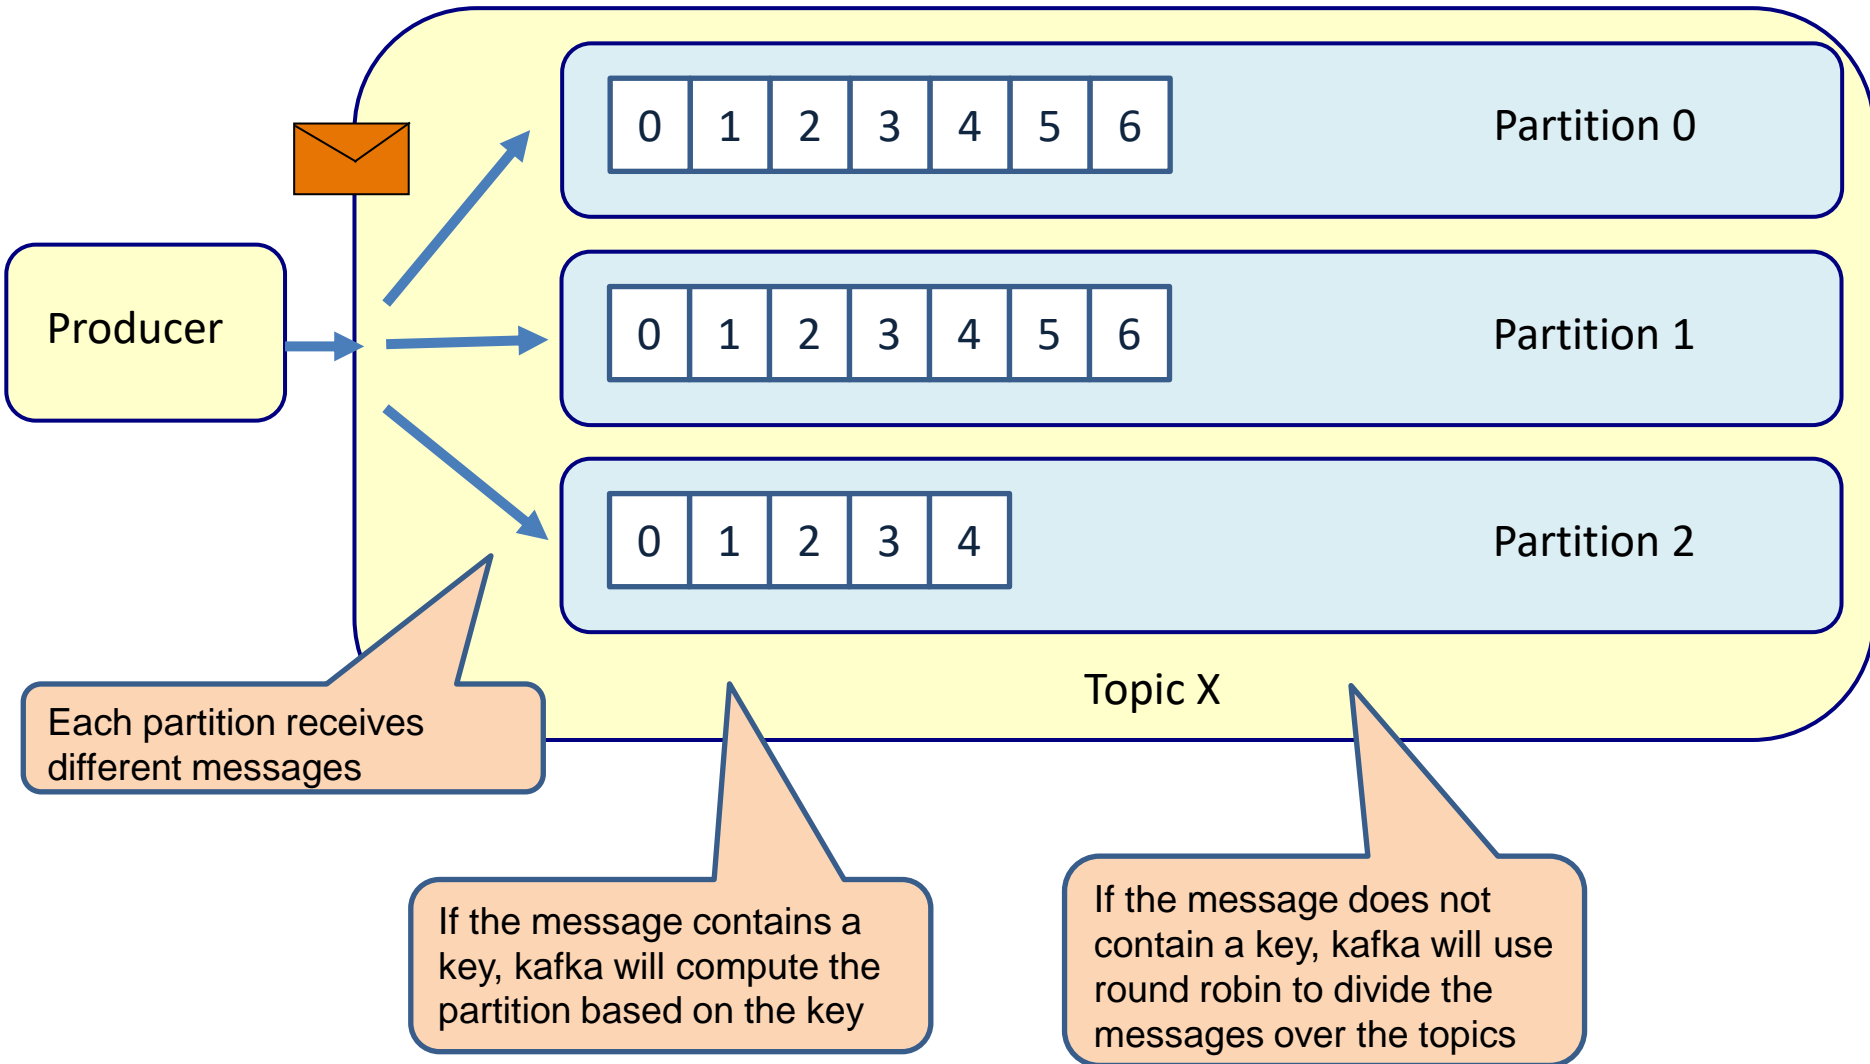 0 1 2 3 4 5 6 Partition 0
Producer
0 1 2 3 4 5 6 Partition 1
0 1 2 3 4 Partition 2
Topic X
Each partition receives
different messages
If the message contains a
key, kafka will compute the
partition based on the key
If the message does not
contain a key, kafka will use
round robin to divide the
messages over the topics